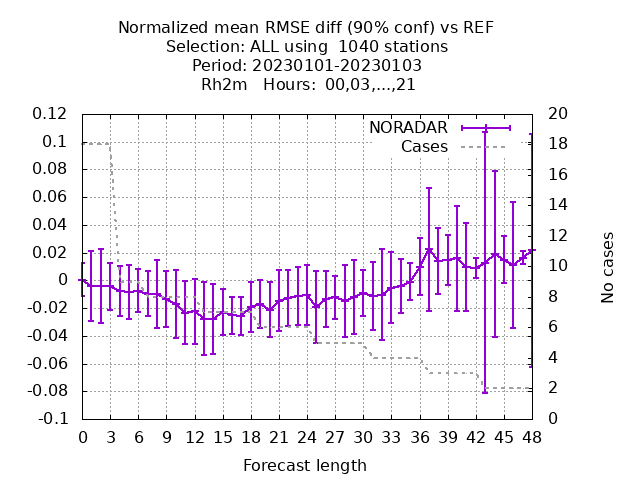 Normalized mean RMSE diff (90% conf) vs REF
Selection: ALL using  1040 stations
Period: 20230101-20230103
Rh2m   Hours:  00,03,...,21
NORADAR
Cases
0.12
0.1
0.08
0.06
0.04
0.02
0
-0.02
-0.04
-0.06
-0.08
-0.1
20
18
16
14
12
10
8
6
4
2
0
No cases
0 3 6 9 12 15 18 21 24 27 30 33 36 39 42 45 48
Forecast length